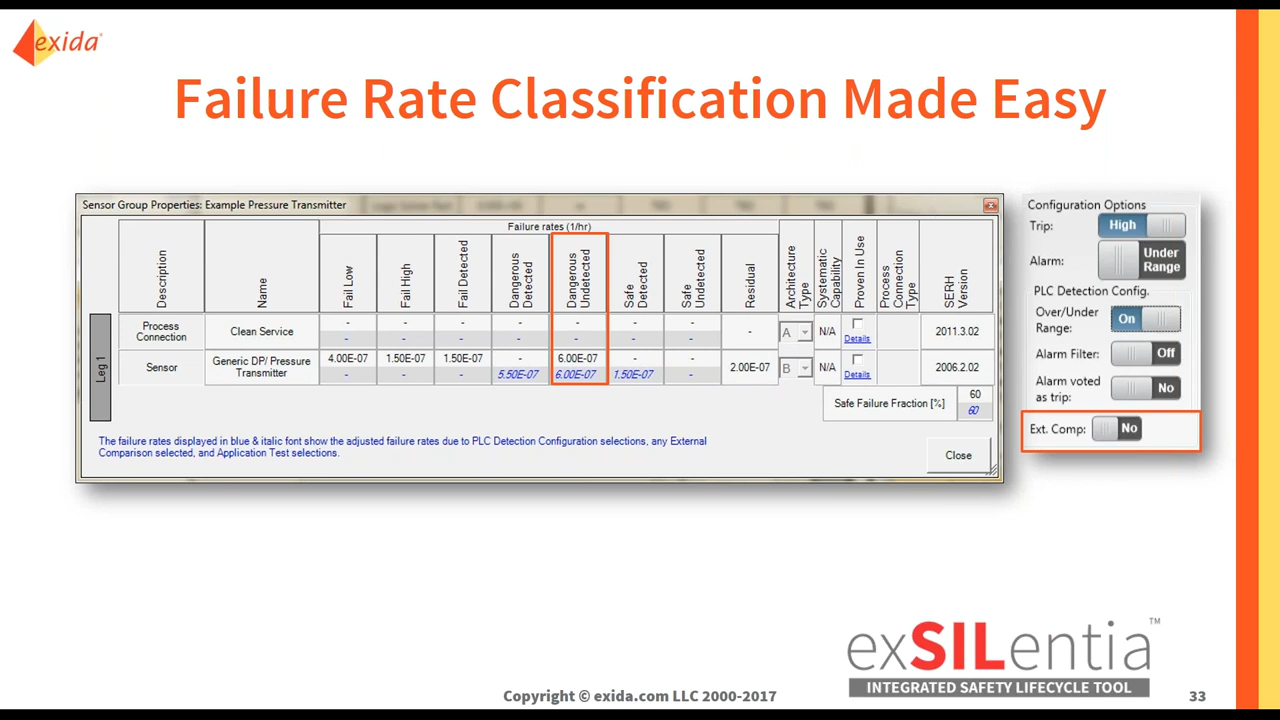 exida
Failure Rate Classification Made Easy
Sensor Group Properties: Example Pressure Transmitter
Failure rates (1/hr)
Description
Name
Fail Low
Fail High
Fail Detected
Dangerous
Detected
Dangerous
Undetected
Safe
Detected
Safe
Undetected
Residual
Architecture
Type
Systematic
Capability
Proven In Use
Process
Connection
Type
SERH
Version
Leg 1
Process
Connection
Clean Service
- - - - - - - -
- - - - - - -
A
N/A
Details
2011.3.02
Sensor
Generic DP/ Pressure
Transmitter
4.00E-07 1.50E-07 1.50E-07 - 6.00E-07 - - 2.00E-07
- - - 5.50E-07 6.00E-07 1.50E-07 -
B
N/A
Details
2006.2.02
Safe Failure Fraction [%]
60
60
The failure rates displayed in blue & italic font show the adjusted failure rates due to PLC Detection Configuration selections, any External
Comparison selected, and Application Test selections.
Close
Configuration Options
Trip: High
Alarm: Under
Range
PLC Detection Config.
Over/Under
Range: On
Alarm Filter: Off
Alarm voted
as trip: No
Ext. Comp: No
exSILentia™
INTEGRATED SAFETY LIFECYCLE TOOL
Copyright © exida.com LLC 2000-2017
33